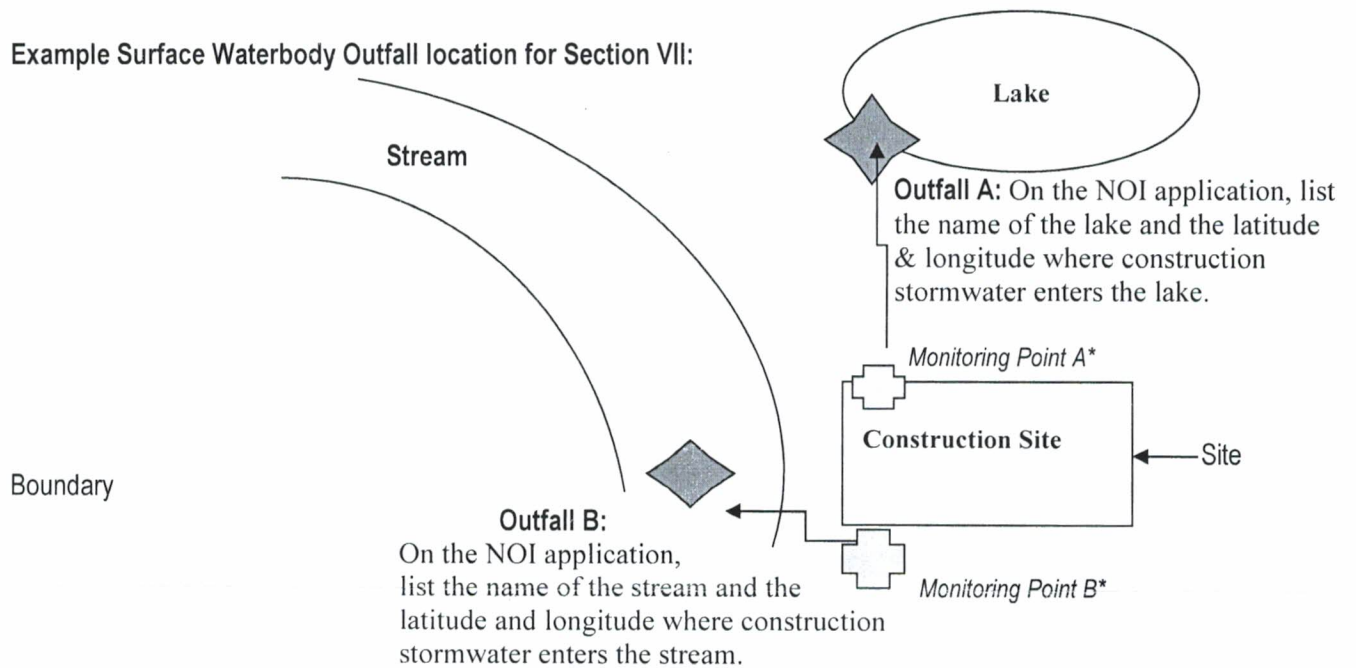 Example Surface Waterbody Outfall location for Section VII:
Lake
Stream
Outfall A: On the NOI application, list
the name of the lake and the latitude
& longitude where construction
stormwater enters the lake.
Monitoring Point A*
Construction Site
Site
Boundary
Outfall B:
On the NOI application,
list the name of the stream and the
latitude and longitude where construction
stormwater enters the stream.
Monitoring Point B*